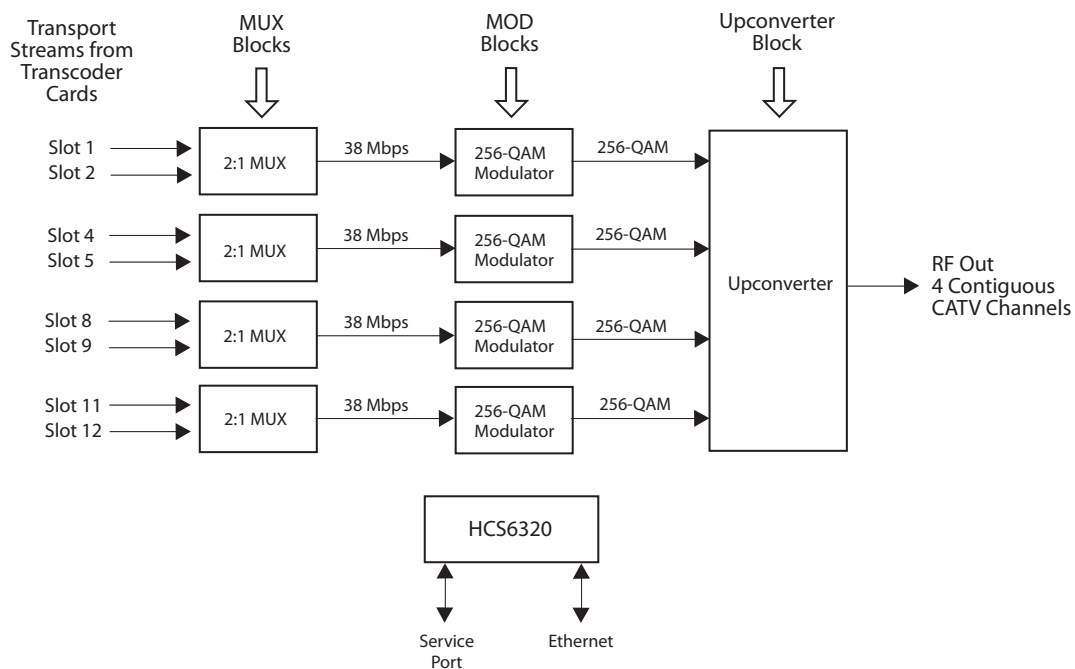 Transport
Streams from
Transcoder
Cards
MUX
Blocks
MOD
Blocks
Upconverter
Block
Slot 1
Slot 2
2:1 MUX
38 Mbps
256-QAM
Modulator
256-QAM
Slot 4
Slot 5
2:1 MUX
38 Mbps
256-QAM
Modulator
256-QAM
Upconverter
RF Out
4 Contiguous
CATV Channels
Slot 8
Slot 9
2:1 MUX
38 Mbps
256-QAM
Modulator
256-QAM
Slot 11
Slot 12
2:1 MUX
38 Mbps
256-QAM
Modulator
256-QAM
HCS6320
Service
Port
Ethernet